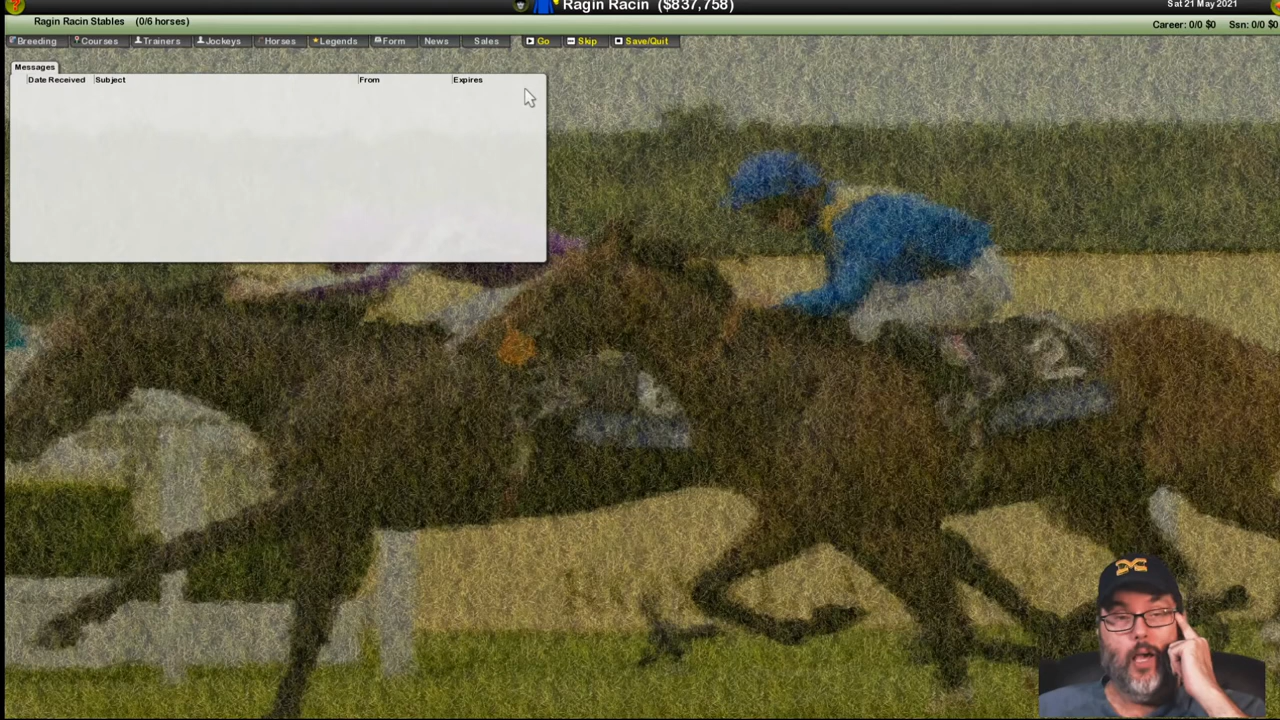 Ragin Racin ($837,758)
Sat 21 May 2021
Ragin Racin Stables (0/6 horses)
Career: 0/0 $0 Ssn: 0/0 $0
Breeding Courses Trainers Jockeys Horses Legends Form News Sales Go Skip Save/Quit
Messages
Date Received Subject From Expires
2